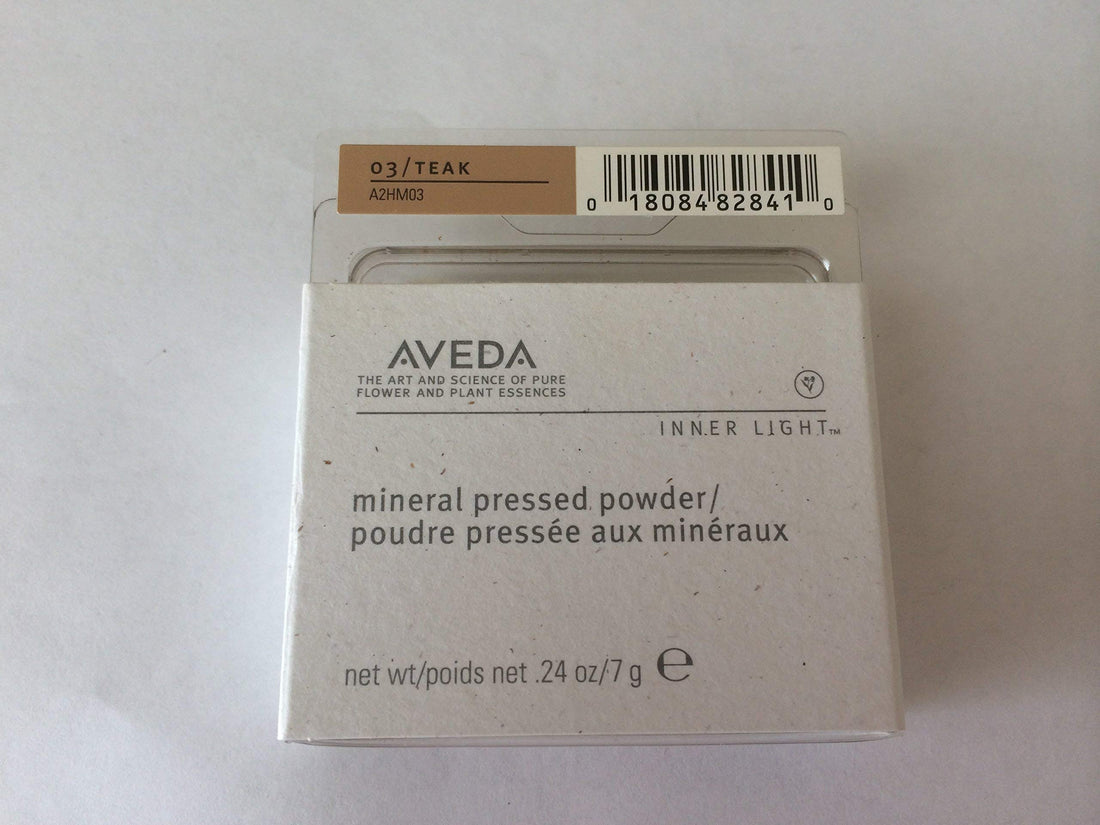 03/TEAK
A2HM03
0 18084 82841 0
AVEDA
THE ART AND SCIENCE OF PURE
FLOWER AND PLANT ESSENCES
INNER LIGHT™
mineral pressed powder/
poudre pressée aux minéraux
net wt/poids net .24 oz/7 g ℮